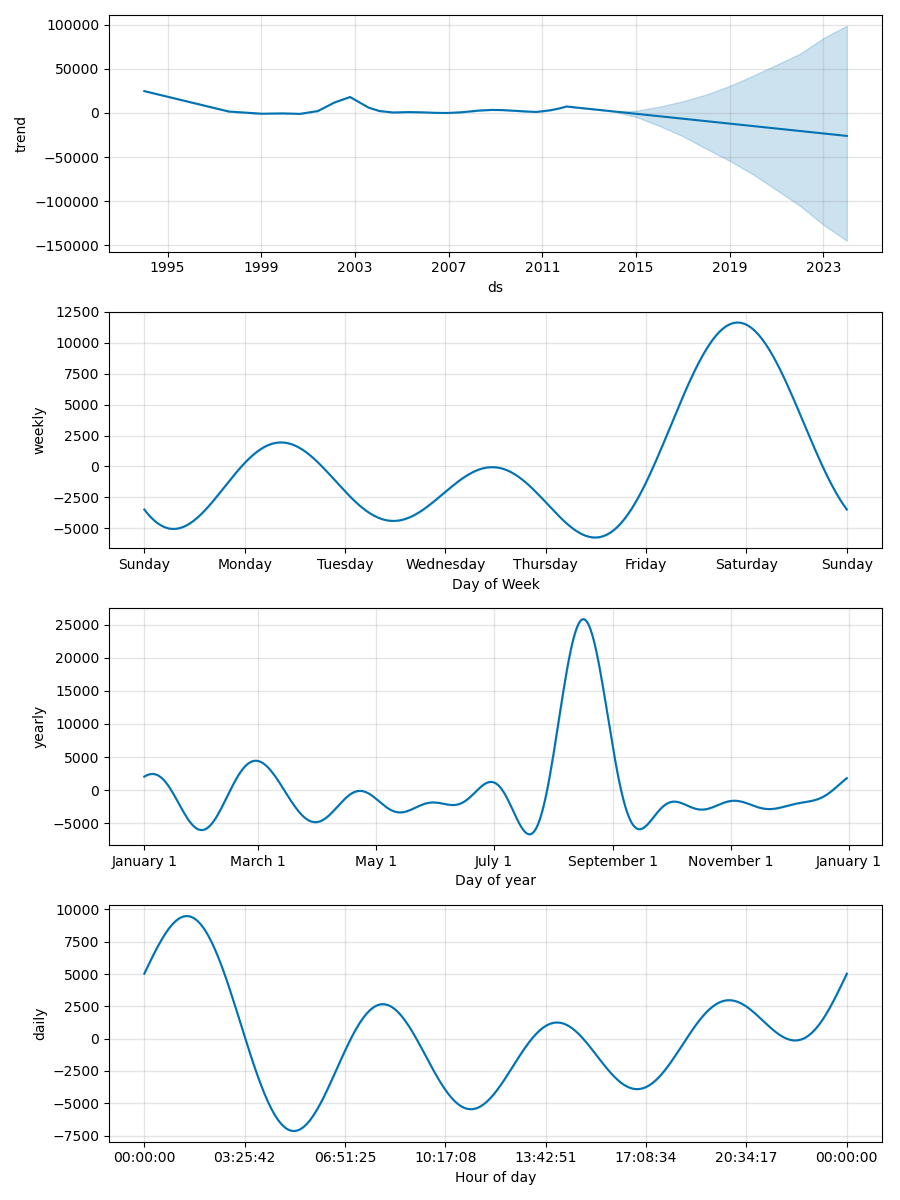 100000
50000
0
−50000
−100000
−150000
trend
1995 1999 2003 2007 2011 2015 2019 2023
ds
12500
10000
7500
5000
2500
0
−2500
−5000
weekly
Sunday Monday Tuesday Wednesday Thursday Friday Saturday Sunday
Day of Week
25000
20000
15000
10000
5000
0
−5000
yearly
January 1 March 1 May 1 July 1 September 1 November 1 January 1
Day of year
10000
7500
5000
2500
0
−2500
−5000
−7500
daily
00:00:00 03:25:42 06:51:25 10:17:08 13:42:51 17:08:34 20:34:17 00:00:00
Hour of day